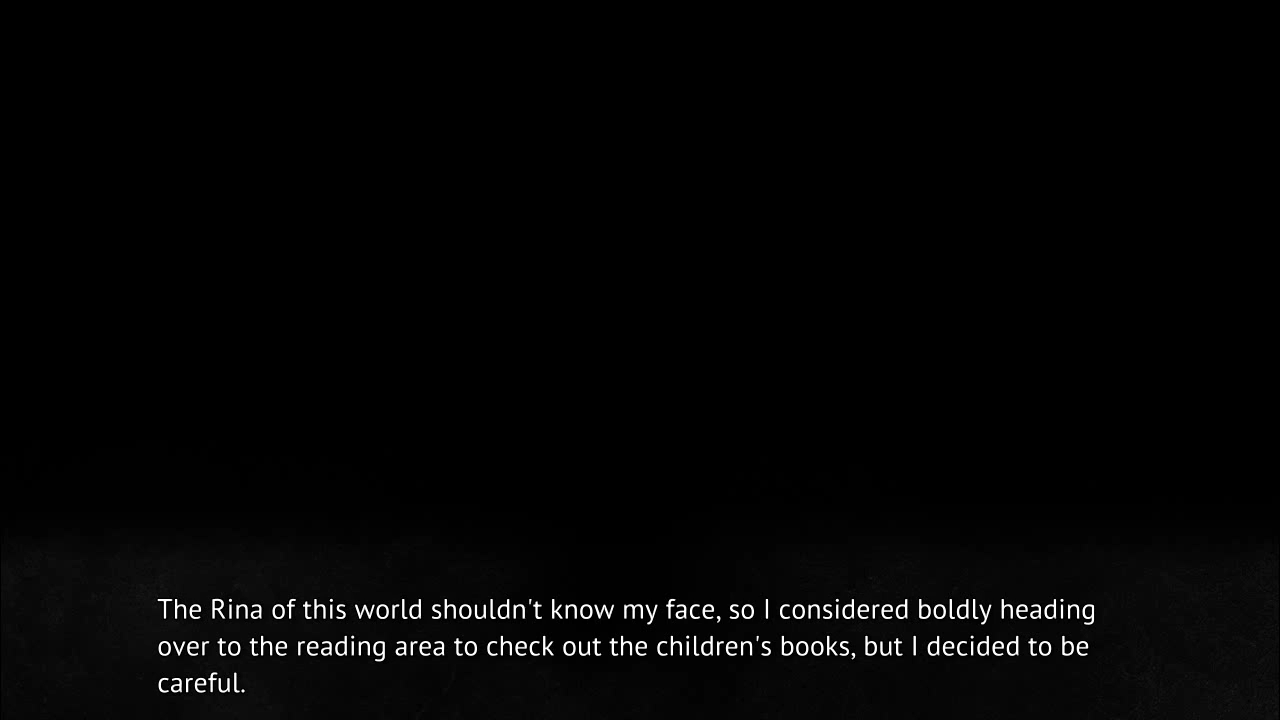 The Rina of this world shouldn't know my face, so I considered boldly heading
over to the reading area to check out the children's books, but I decided to be
careful.